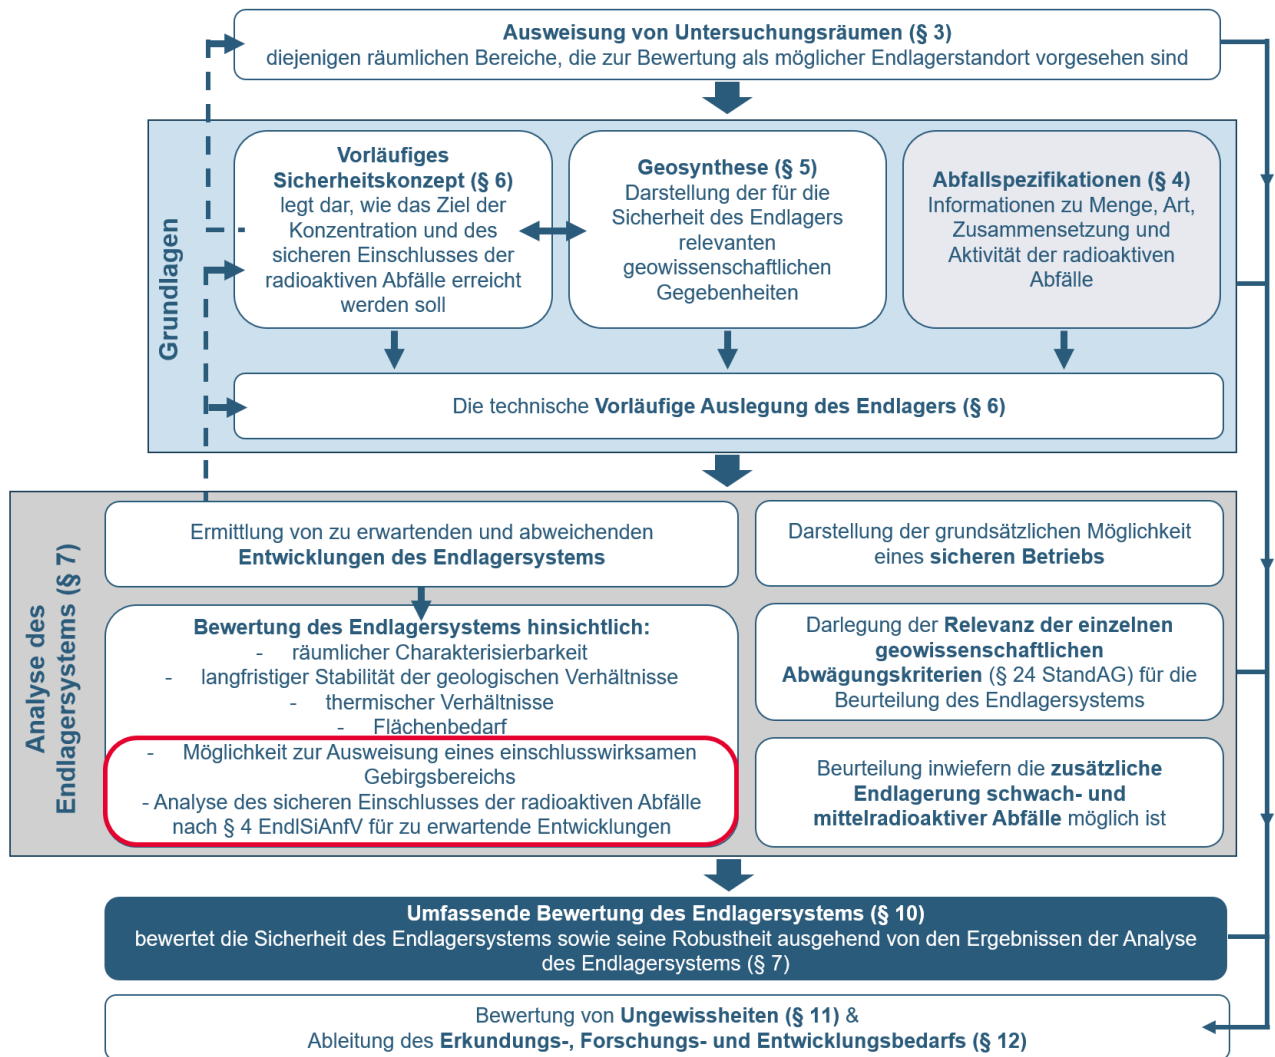 Ausweisung von Untersuchungsräumen (§ 3)
diejenigen räumlichen Bereiche, die zur Bewertung als möglicher Endlagerstandort vorgesehen sind
Grundlagen
Vorläufiges
Sicherheitskonzept (§ 6)
legt dar, wie das Ziel der
Konzentration und des
sicheren Einschlusses der
radioaktiven Abfälle erreicht
werden soll
Geosynthese (§ 5)
Darstellung der für die
Sicherheit des Endlagers
relevanten
geowissenschaftlichen
Gegebenheiten
Abfallspezifikationen (§ 4)
Informationen zu Menge, Art,
Zusammensetzung und
Aktivität der radioaktiven
Abfälle
Die technische Vorläufige Auslegung des Endlagers (§ 6)
Analyse des
Endlagersystems (§ 7)
Ermittlung von zu erwartenden und abweichenden
Entwicklungen des Endlagersystems
Bewertung des Endlagersystems hinsichtlich:
- räumlicher Charakterisierbarkeit
- langfristiger Stabilität der geologischen Verhältnisse
- thermischer Verhältnisse
- Flächenbedarf
- Möglichkeit zur Ausweisung eines einschlusswirksamen
Gebirgsbereichs
- Analyse des sicheren Einschlusses der radioaktiven Abfälle
nach § 4 EndlSiAnfV für zu erwartende Entwicklungen
Darstellung der grundsätzlichen Möglichkeit
eines sicheren Betriebs
Darlegung der Relevanz der einzelnen
geowissenschaftlichen
Abwägungskriterien (§ 24 StandAG) für die
Beurteilung des Endlagersystems
Beurteilung inwiefern die zusätzliche
Endlagerung schwach- und
mittelradioaktiver Abfälle möglich ist
Umfassende Bewertung des Endlagersystems (§ 10)
bewertet die Sicherheit des Endlagersystems sowie seine Robustheit ausgehend von den Ergebnissen der Analyse
des Endlagersystems (§ 7)
Bewertung von Ungewissheiten (§ 11) &
Ableitung des Erkundungs-, Forschungs- und Entwicklungsbedarfs (§ 12)